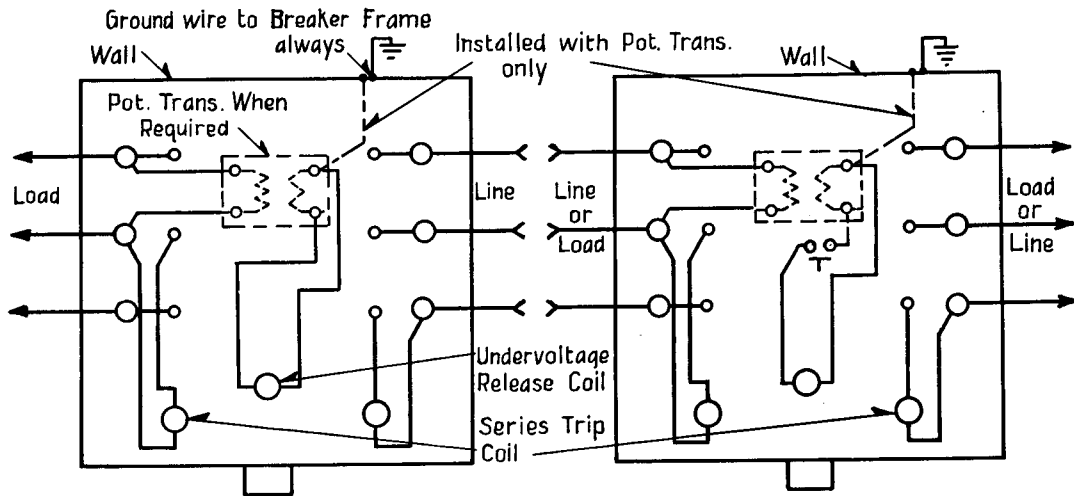 Ground wire to Breaker Frame
always
Wall
Installed with Pot. Trans.
only
Wall
Pot. Trans. When
Required
Load
Line
Line
or
Load
Load
or
Line
Undervoltage
Release Coil
Series Trip
Coil